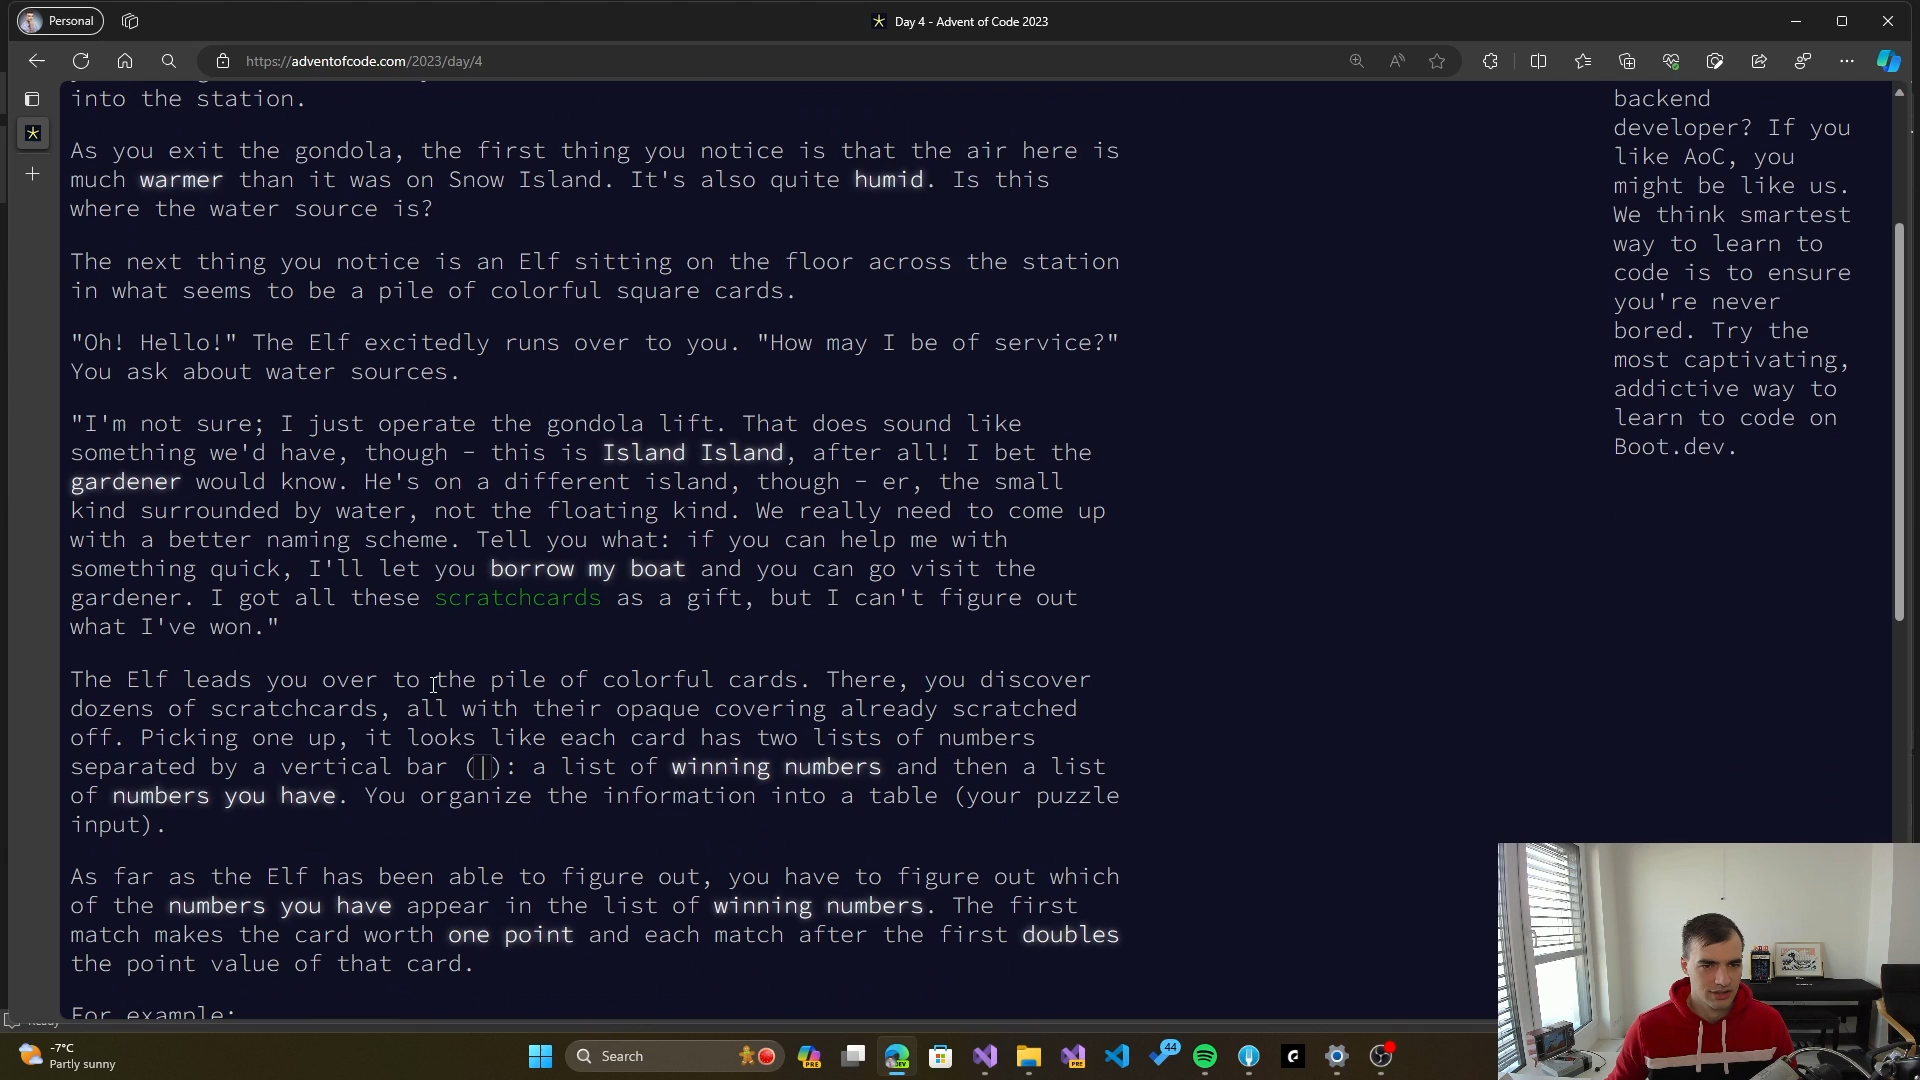 Personal
Day 4 - Advent of Code 2023
https://adventofcode.com/2023/day/4
into the station.
As you exit the gondola, the first thing you notice is that the air here is
much warmer than it was on Snow Island. It's also quite humid. Is this
where the water source is?
The next thing you notice is an Elf sitting on the floor across the station
in what seems to be a pile of colorful square cards.
"Oh! Hello!" The Elf excitedly runs over to you. "How may I be of service?"
You ask about water sources.
"I'm not sure; I just operate the gondola lift. That does sound like
something we'd have, though - this is Island Island, after all! I bet the
gardener would know. He's on a different island, though - er, the small
kind surrounded by water, not the floating kind. We really need to come up
with a better naming scheme. Tell you what: if you can help me with
something quick, I'll let you borrow my boat and you can go visit the
gardener. I got all these scratchcards as a gift, but I can't figure out
what I've won."
The Elf leads you over to the pile of colorful cards. There, you discover
dozens of scratchcards, all with their opaque covering already scratched
off. Picking one up, it looks like each card has two lists of numbers
separated by a vertical bar (|): a list of winning numbers and then a list
of numbers you have. You organize the information into a table (your puzzle
input).
As far as the Elf has been able to figure out, you have to figure out which
of the numbers you have appear in the list of winning numbers. The first
match makes the card worth one point and each match after the first doubles
the point value of that card.
For example:
backend
developer? If you
like AoC, you
might be like us.
We think smartest
way to learn to
code is to ensure
you're never
bored. Try the
most captivating,
addictive way to
learn to code on
Boot.dev.
Ready
-7°C
Partly sunny
Search
PRE
DEV
PRE
44